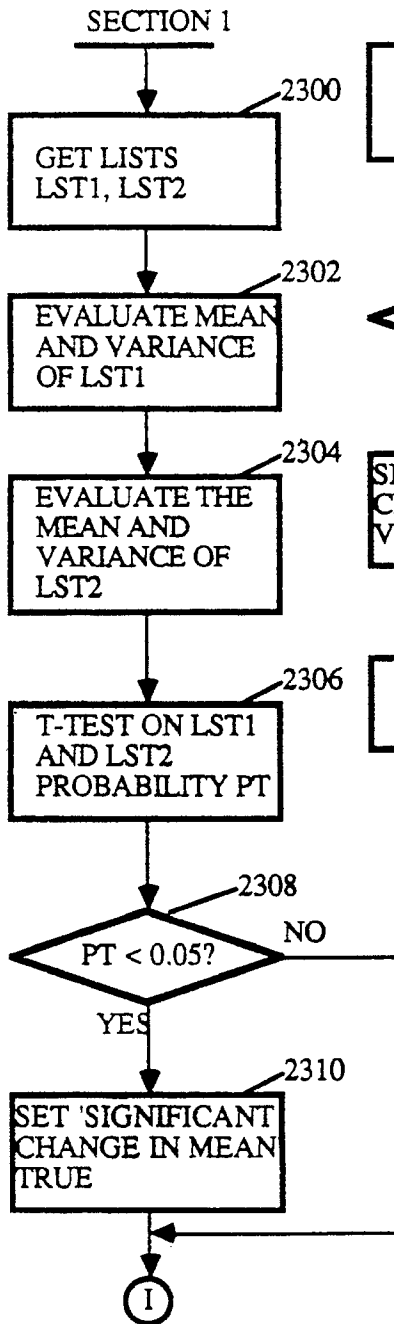 SECTION 1
2300
GET LISTS
LST1, LST2
2302
EVALUATE MEAN
AND VARIANCE
OF LST1
2304
EVALUATE THE
MEAN AND
VARIANCE OF
LST2
2306
T-TEST ON LST1
AND LST2
PROBABILITY PT
2308
PT < 0.05?
NO
YES
2310
SET 'SIGNIFICANT
CHANGE IN MEAN'
TRUE
I